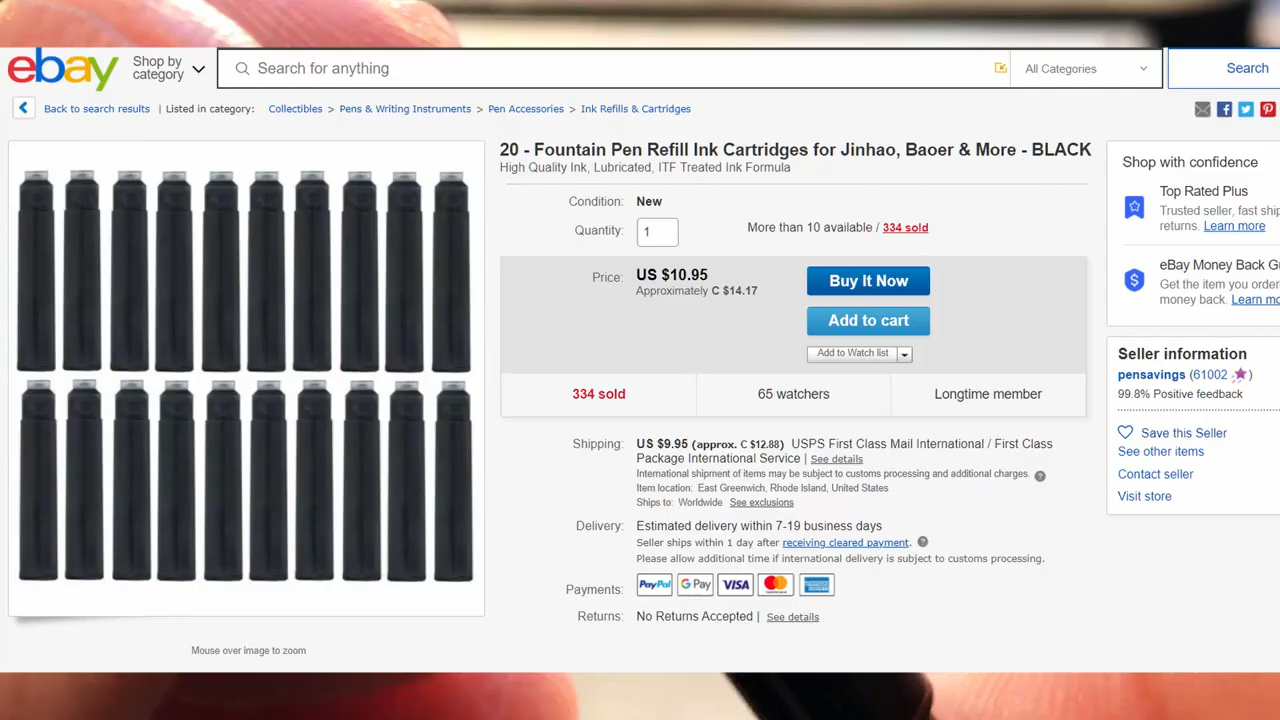 ebay
Shop by
category
Search for anything
All Categories
Search
Back to search results | Listed in category: Collectibles > Pens & Writing Instruments > Pen Accessories > Ink Refills & Cartridges
20 - Fountain Pen Refill Ink Cartridges for Jinhao, Baoer & More - BLACK
High Quality Ink, Lubricated, ITF Treated Ink Formula
Condition: New
Quantity: 1 More than 10 available / 334 sold
Price: US $10.95
Approximately C $14.17
Buy It Now
Add to cart
Add to Watch list
334 sold 65 watchers Longtime member
Shipping: US $9.95 (approx. C $12.88) USPS First Class Mail International / First Class
Package International Service | See details
International shipment of items may be subject to customs processing and additional charges. ?
Item location: East Greenwich, Rhode Island, United States
Ships to: Worldwide See exclusions
Delivery: Estimated delivery within 7-19 business days
Seller ships within 1 day after receiving cleared payment. ?
Please allow additional time if international delivery is subject to customs processing.
Payments: PayPal G Pay VISA
Returns: No Returns Accepted | See details
Mouse over image to zoom
Shop with confidence
Top Rated Plus
Trusted seller, fast ship
returns. Learn more
eBay Money Back G
Get the item you order
money back. Learn mo
Seller information
pensavings (61002)
99.8% Positive feedback
Save this Seller
See other items
Contact seller
Visit store